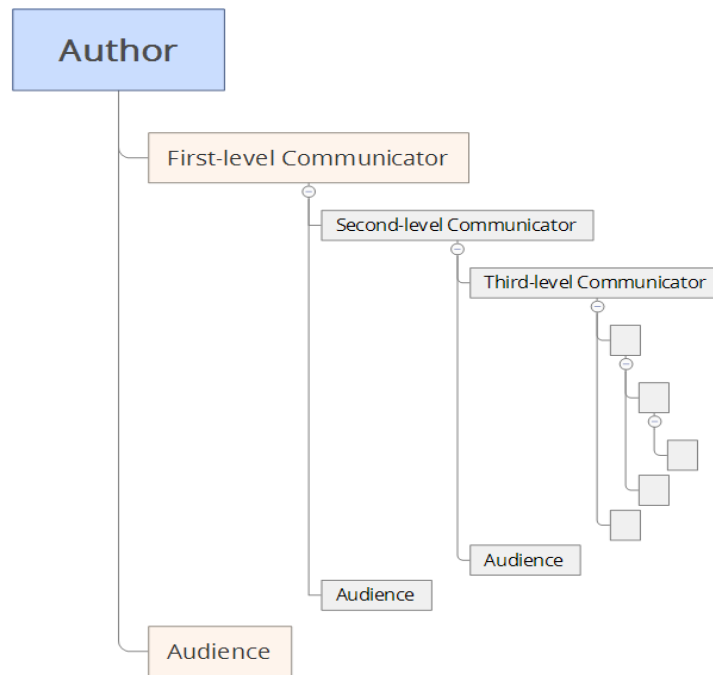 Author
First-level Communicator
Second-level Communicator
Third-level Communicator
Audience
Audience
Audience